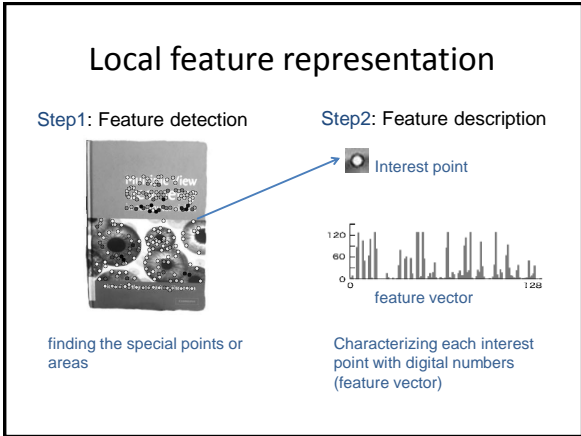 Local feature representation
Step1: Feature detection
Step2: Feature description
Interest point
120
60
0
0
128
feature vector
finding the special points or
areas
Characterizing each interest
point with digital numbers
(feature vector)